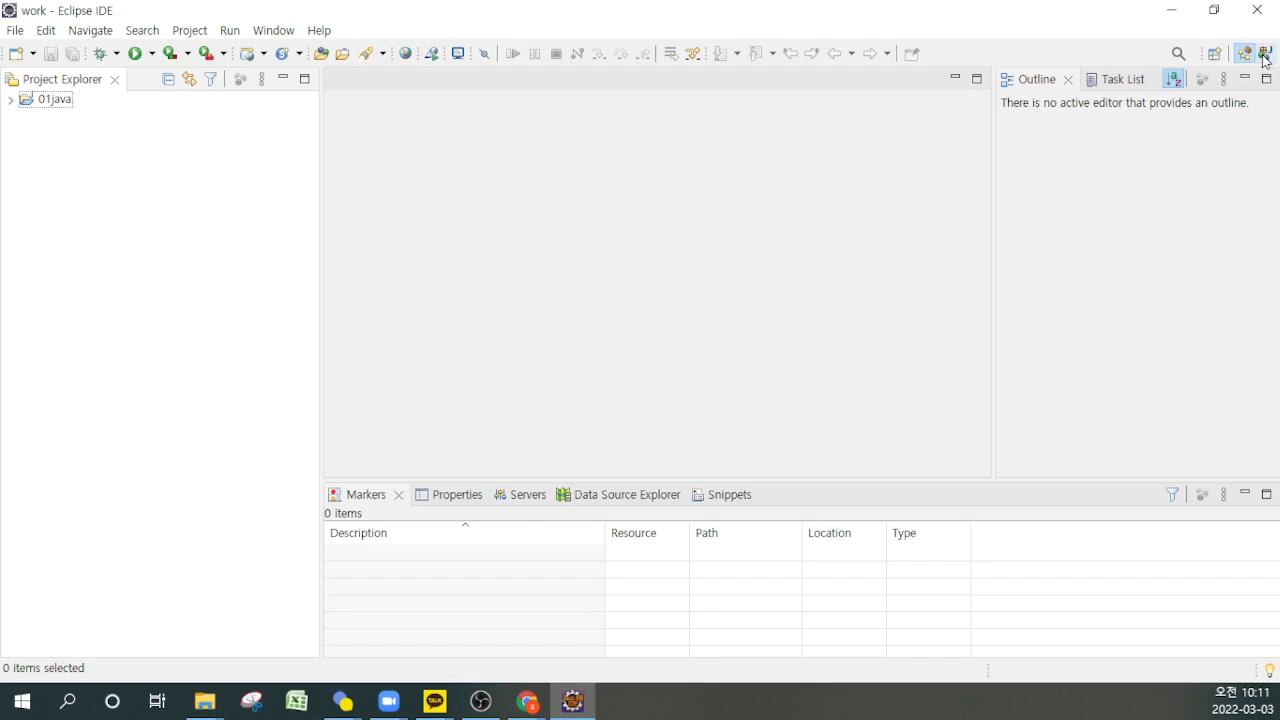 work - Eclipse IDE
File Edit Navigate Search Project Run Window Help
Project Explorer
01java
Outline Task List
There is no active editor that provides an outline.
Markers Properties Servers Data Source Explorer Snippets
0 items
Description Resource Path Location Type
0 items selected
TALK
오전 10:11
2022-03-03